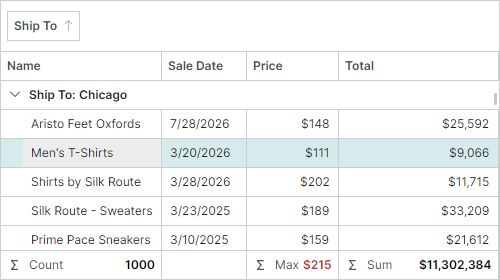 Ship To
Name Sale Date Price Total
Ship To: Chicago
Aristo Feet Oxfords 7/28/2026 $148 $25,592
Men's T-Shirts 3/20/2026 $111 $9,066
Shirts by Silk Route 3/28/2026 $202 $11,715
Silk Route - Sweaters 3/23/2025 $189 $33,209
Prime Pace Sneakers 3/10/2025 $159 $21,612
Σ Count 1000 Σ Max $215 Σ Sum $11,302,384